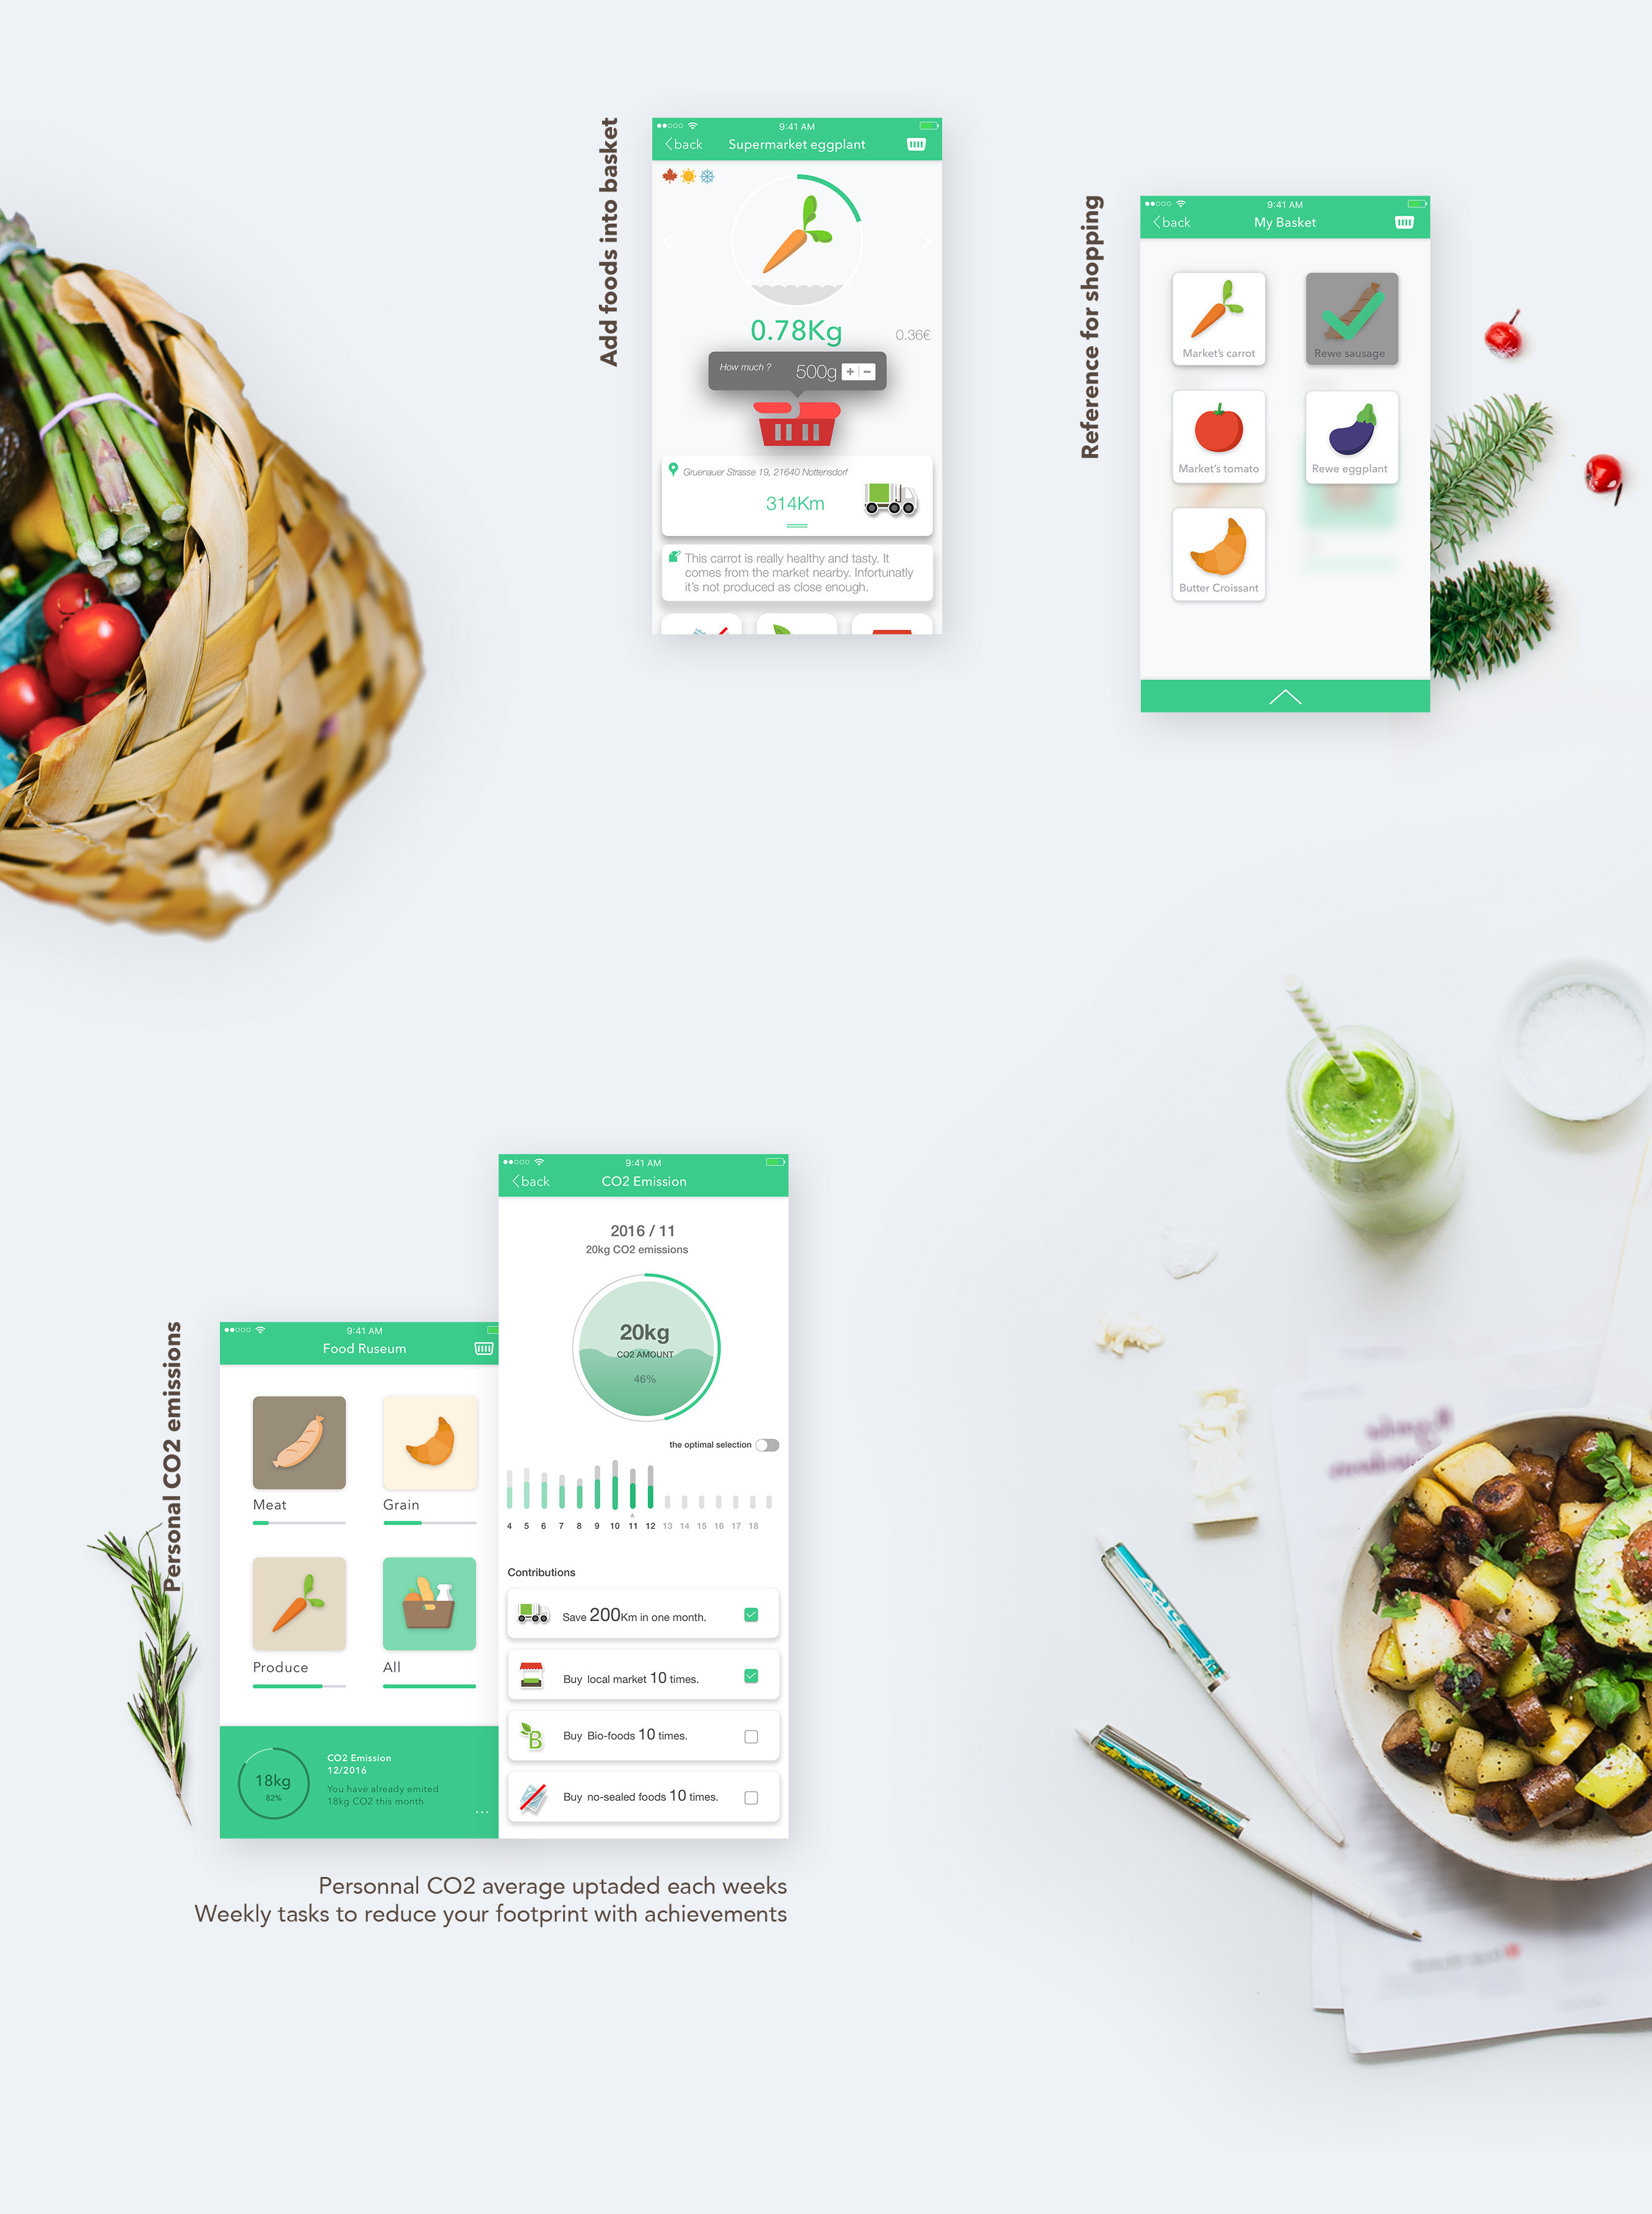 Add foods into basket
9:41 AM
back
Supermarket eggplant
0.78Kg
0.36€
How much ?
500g
+ -
Gruenauer Strasse 19, 21640 Nottensdorf
314Km
This carrot is really healthy and tasty. It
comes from the market nearby. Infortunatly
it's not produced as close enough.
Reference for shopping
9:41 AM
back
My Basket
Market's carrot
Rewe sausage
Market's tomato
Rewe eggplant
Butter Croissant
Personal CO2 emissions
9:41 AM
Food Ruseum
Meat
Grain
Produce
All
18kg
82%
CO2 Emission
12/2016
You have already emited
18kg CO2 this month
...
9:41 AM
back
CO2 Emission
2016 / 11
20kg CO2 emissions
20kg
CO2 AMOUNT
46%
the optimal selection
4 5 6 7 8 9 10 11 12 13 14 15 16 17 18
Contributions
Save 200Km in one month.
Buy local market 10 times.
B
Buy Bio-foods 10 times.
Buy no-sealed foods 10 times.
Personnal CO2 average uptaded each weeks
Weekly tasks to reduce your footprint with achievements